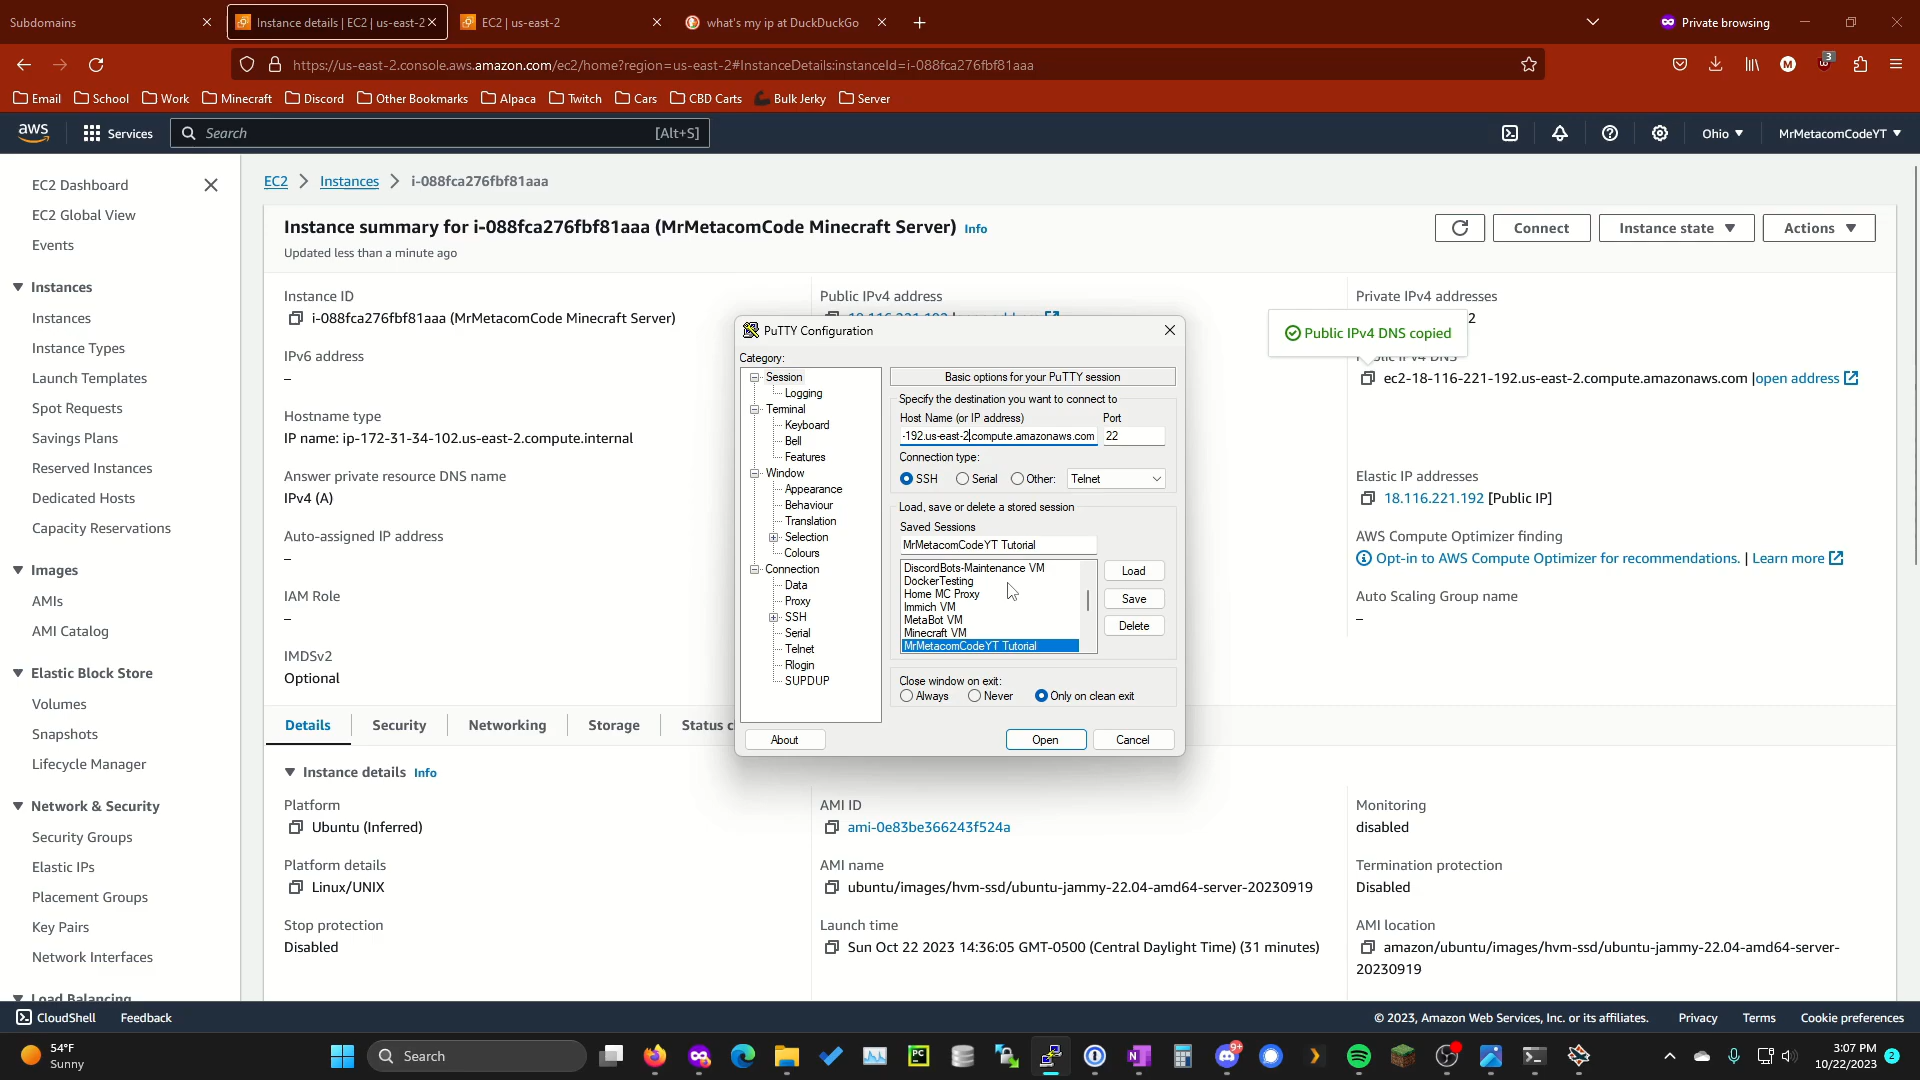 Subdomains
Instance details | EC2 | us-east-2
EC2 | us-east-2
what's my ip at DuckDuckGo
Private browsing
https://us-east-2.console.aws.amazon.com/ec2/home?region=us-east-2#InstanceDetails:instanceId=i-088fca276fbf81aaa
M
3
Email
School
Work
Minecraft
Discord
Other Bookmarks
Alpaca
Twitch
Cars
CBD Carts
Bulk Jerky
Server
aws
Services
Search
[Alt+S]
Ohio
MrMetacomCodeYT
EC2 Dashboard
EC2 Global View
Events
Instances
Instances
Instance Types
Launch Templates
Spot Requests
Savings Plans
Reserved Instances
Dedicated Hosts
Capacity Reservations
Images
AMIs
AMI Catalog
Elastic Block Store
Volumes
Snapshots
Lifecycle Manager
Network & Security
Security Groups
Elastic IPs
Placement Groups
Key Pairs
Network Interfaces
Load Balancing
EC2
Instances
i-088fca276fbf81aaa
Instance summary for i-088fca276fbf81aaa (MrMetacomCode Minecraft Server) Info
Updated less than a minute ago
Connect
Instance state
Actions
Instance ID
i-088fca276fbf81aaa (MrMetacomCode Minecraft Server)
IPv6 address
–
Hostname type
IP name: ip-172-31-34-102.us-east-2.compute.internal
Answer private resource DNS name
IPv4 (A)
Auto-assigned IP address
–
IAM Role
–
IMDSv2
Optional
Public IPv4 address
Private IPv4 addresses
2
Public IPv4 DNS copied
Public IPv4 DNS
ec2-18-116-221-192.us-east-2.compute.amazonaws.com |open address
Elastic IP addresses
18.116.221.192 [Public IP]
AWS Compute Optimizer finding
Opt-in to AWS Compute Optimizer for recommendations. | Learn more
Auto Scaling Group name
–
PuTTY Configuration
Category:
Session
Logging
Terminal
Keyboard
Bell
Features
Window
Appearance
Behaviour
Translation
Selection
Colours
Connection
Data
Proxy
SSH
Serial
Telnet
Rlogin
SUPDUP
Basic options for your PuTTY session
Specify the destination you want to connect to
Host Name (or IP address)
Port
-192.us-east-2.compute.amazonaws.com
22
Connection type:
SSH
Serial
Other:
Telnet
Load, save or delete a stored session
Saved Sessions
MrMetacomCodeYT Tutorial
DiscordBots-Maintenance VM
DockerTesting
Home MC Proxy
Immich VM
MetaBot VM
Minecraft VM
MrMetacomCodeYT Tutorial
Load
Save
Delete
Close window on exit:
Always
Never
Only on clean exit
About
Open
Cancel
Details
Security
Networking
Storage
Status c
Instance details Info
Platform
Ubuntu (Inferred)
Platform details
Linux/UNIX
Stop protection
Disabled
AMI ID
ami-0e83be366243f524a
AMI name
ubuntu/images/hvm-ssd/ubuntu-jammy-22.04-amd64-server-20230919
Launch time
Sun Oct 22 2023 14:36:05 GMT-0500 (Central Daylight Time) (31 minutes)
Monitoring
disabled
Termination protection
Disabled
AMI location
amazon/ubuntu/images/hvm-ssd/ubuntu-jammy-22.04-amd64-server-
20230919
CloudShell
Feedback
© 2023, Amazon Web Services, Inc. or its affiliates.
Privacy
Terms
Cookie preferences
54°F
Sunny
Search
PC
N
9+
3:07 PM
10/22/2023
2